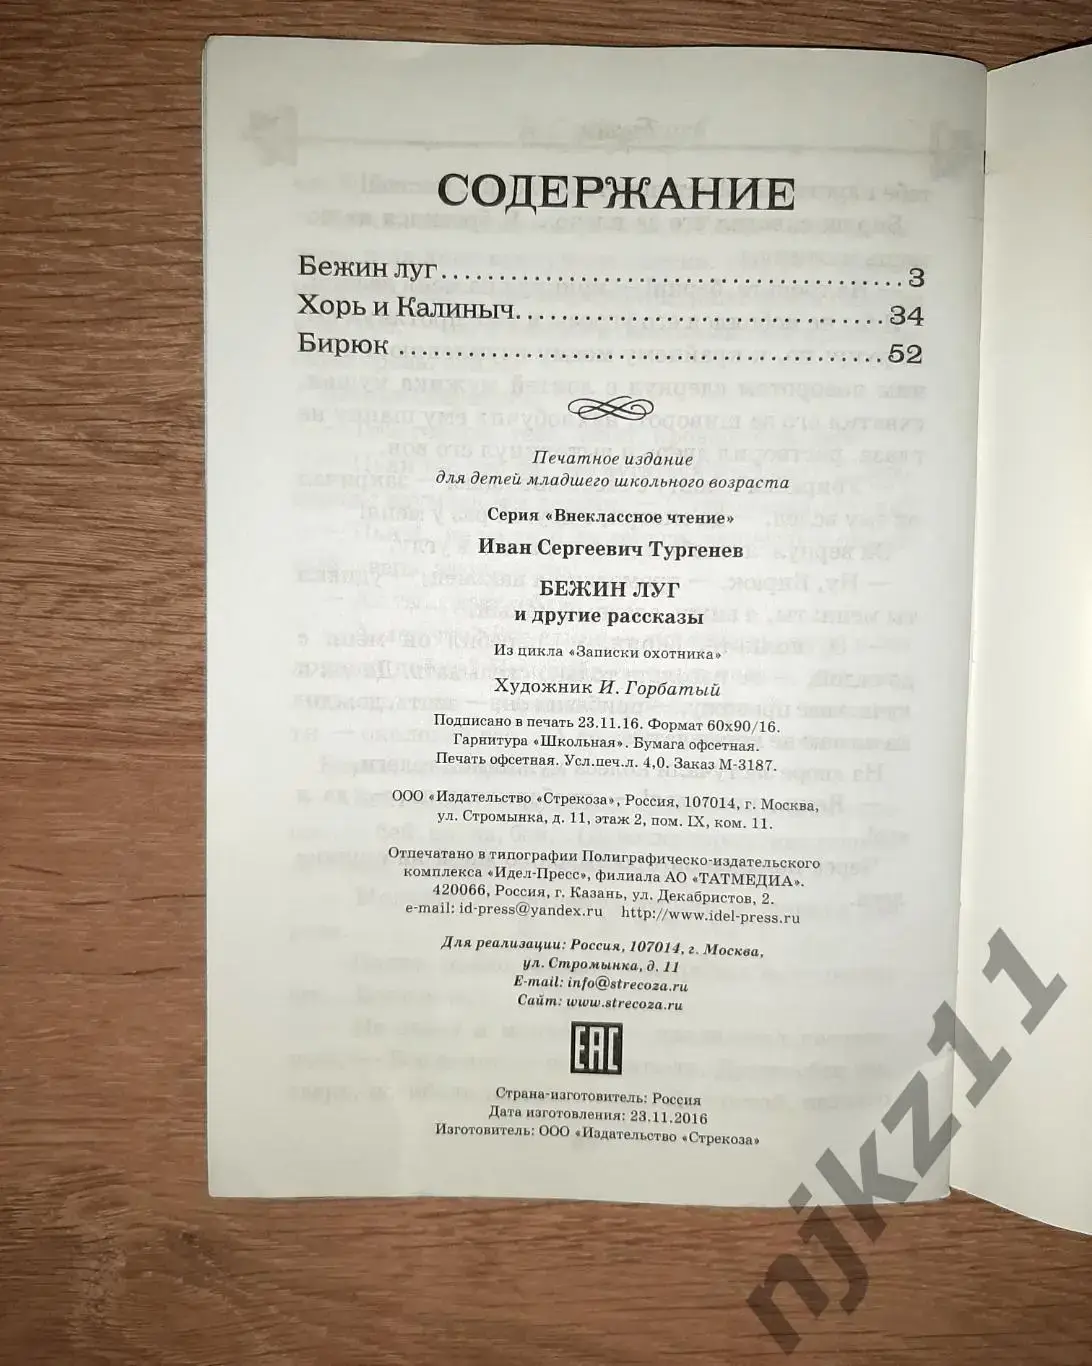 СОДЕРЖАНИЕ
Бежин луг........................................3
Хорь и Калиныч................................34
Бирюк ..........................................52
Печатное издание
для детей младшего школьного возраста
Серия «Внеклассное чтение»
Иван Сергеевич Тургенев
БЕЖИН ЛУГ
и другие рассказы
Из цикла «Записки охотника»
Художник И. Горбатый
Подписано в печать 23.11.16. Формат 60х90/16.
Гарнитура «Школьная». Бумага офсетная.
Печать офсетная. Усл.печ.л. 4,0. Заказ М-3187.
ООО «Издательство «Стрекоза», Россия, 107014, г. Москва,
ул. Стромынка, д. 11, этаж 2, пом. IX, ком. 11.
Отпечатано в типографии Полиграфическо-издательского
комплекса «Идел-Пресс», филиала АО «ТАТМЕДИА».
420066, Россия, г. Казань, ул. Декабристов, 2.
e-mail: id-press@yandex.ru http://www.idel-press.ru
Для реализации: Россия, 107014, г. Москва,
ул. Стромынка, д. 11
E-mail: info@strecoza.ru
Сайт: www.strecoza.ru
EAC
Страна-изготовитель: Россия
Дата изготовления: 23.11.2016
Изготовитель: ООО «Издательство «Стрекоза»
njkz11